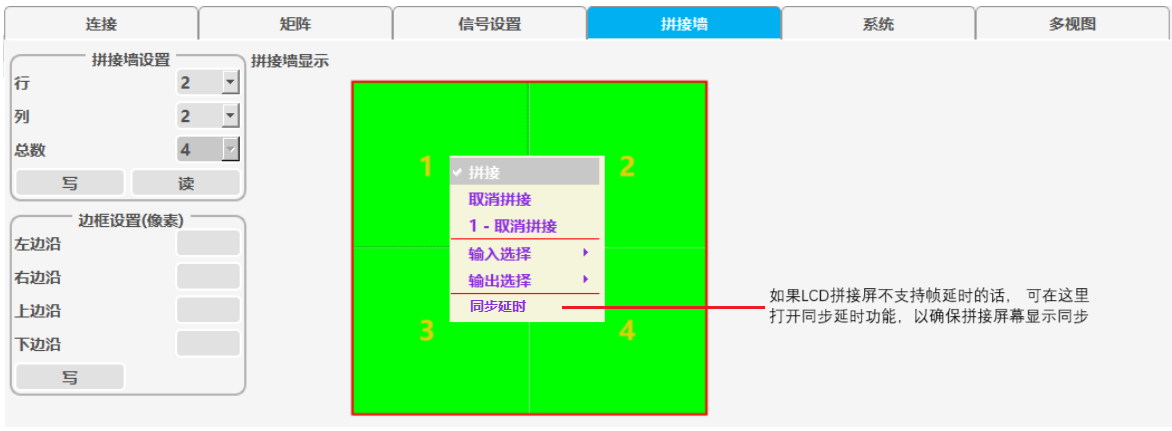 连接 矩阵 信号设置 拼接墙 系统 多视图
拼接墙设置
行 2
列 2
总数 4
写 读
边框设置(像素)
左边沿
右边沿
上边沿
下边沿
写
拼接墙显示
1 2
3 4
拼接
取消拼接
1 - 取消拼接
输入选择
输出选择
同步延时
如果LCD拼接屏不支持帧延时的话, 可在这里
打开同步延时功能, 以确保拼接屏幕显示同步